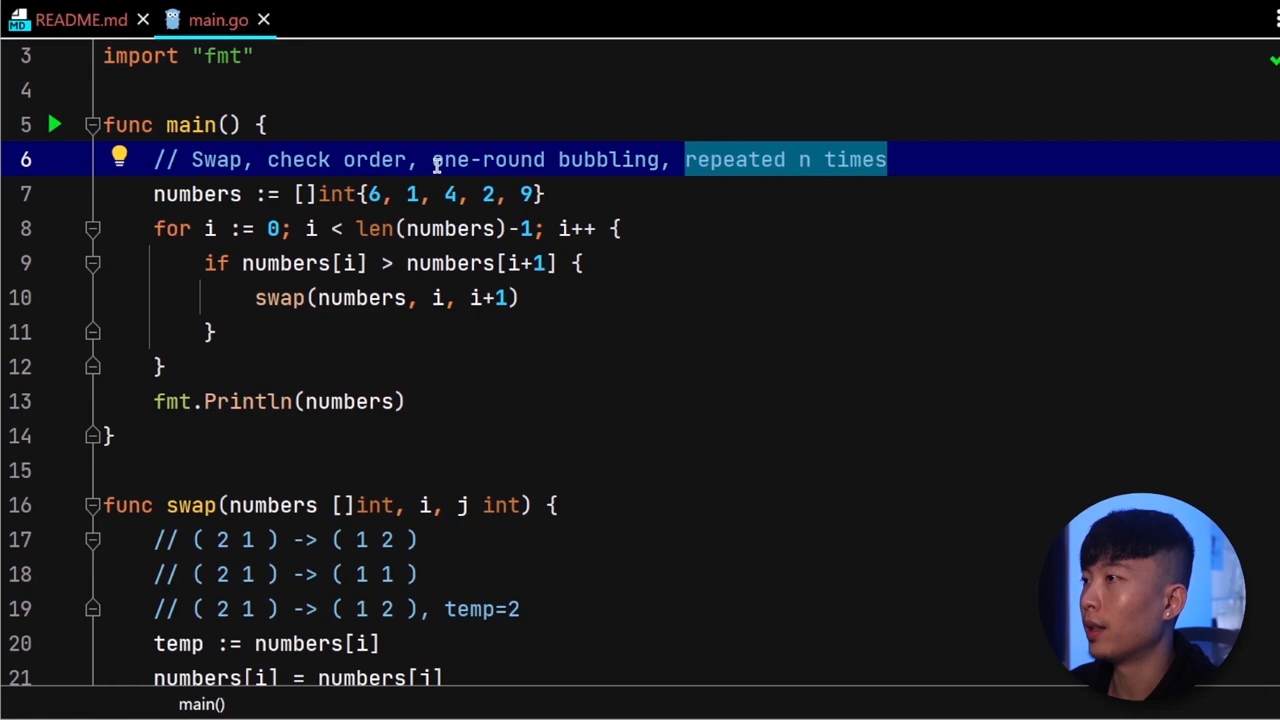 README.md main.go
3 import "fmt"
4
5 func main() {
6 // Swap, check order, one-round bubbling, repeated n times
7 numbers := []int{6, 1, 4, 2, 9}
8 for i := 0; i < len(numbers)-1; i++ {
9 if numbers[i] > numbers[i+1] {
10 swap(numbers, i, i+1)
11 }
12 }
13 fmt.Println(numbers)
14 }
15
16 func swap(numbers []int, i, j int) {
17 // ( 2 1 ) -> ( 1 2 )
18 // ( 2 1 ) -> ( 1 1 )
19 // ( 2 1 ) -> ( 1 2 ), temp=2
20 temp := numbers[i]
21 numbers[i] = numbers[j]
main()